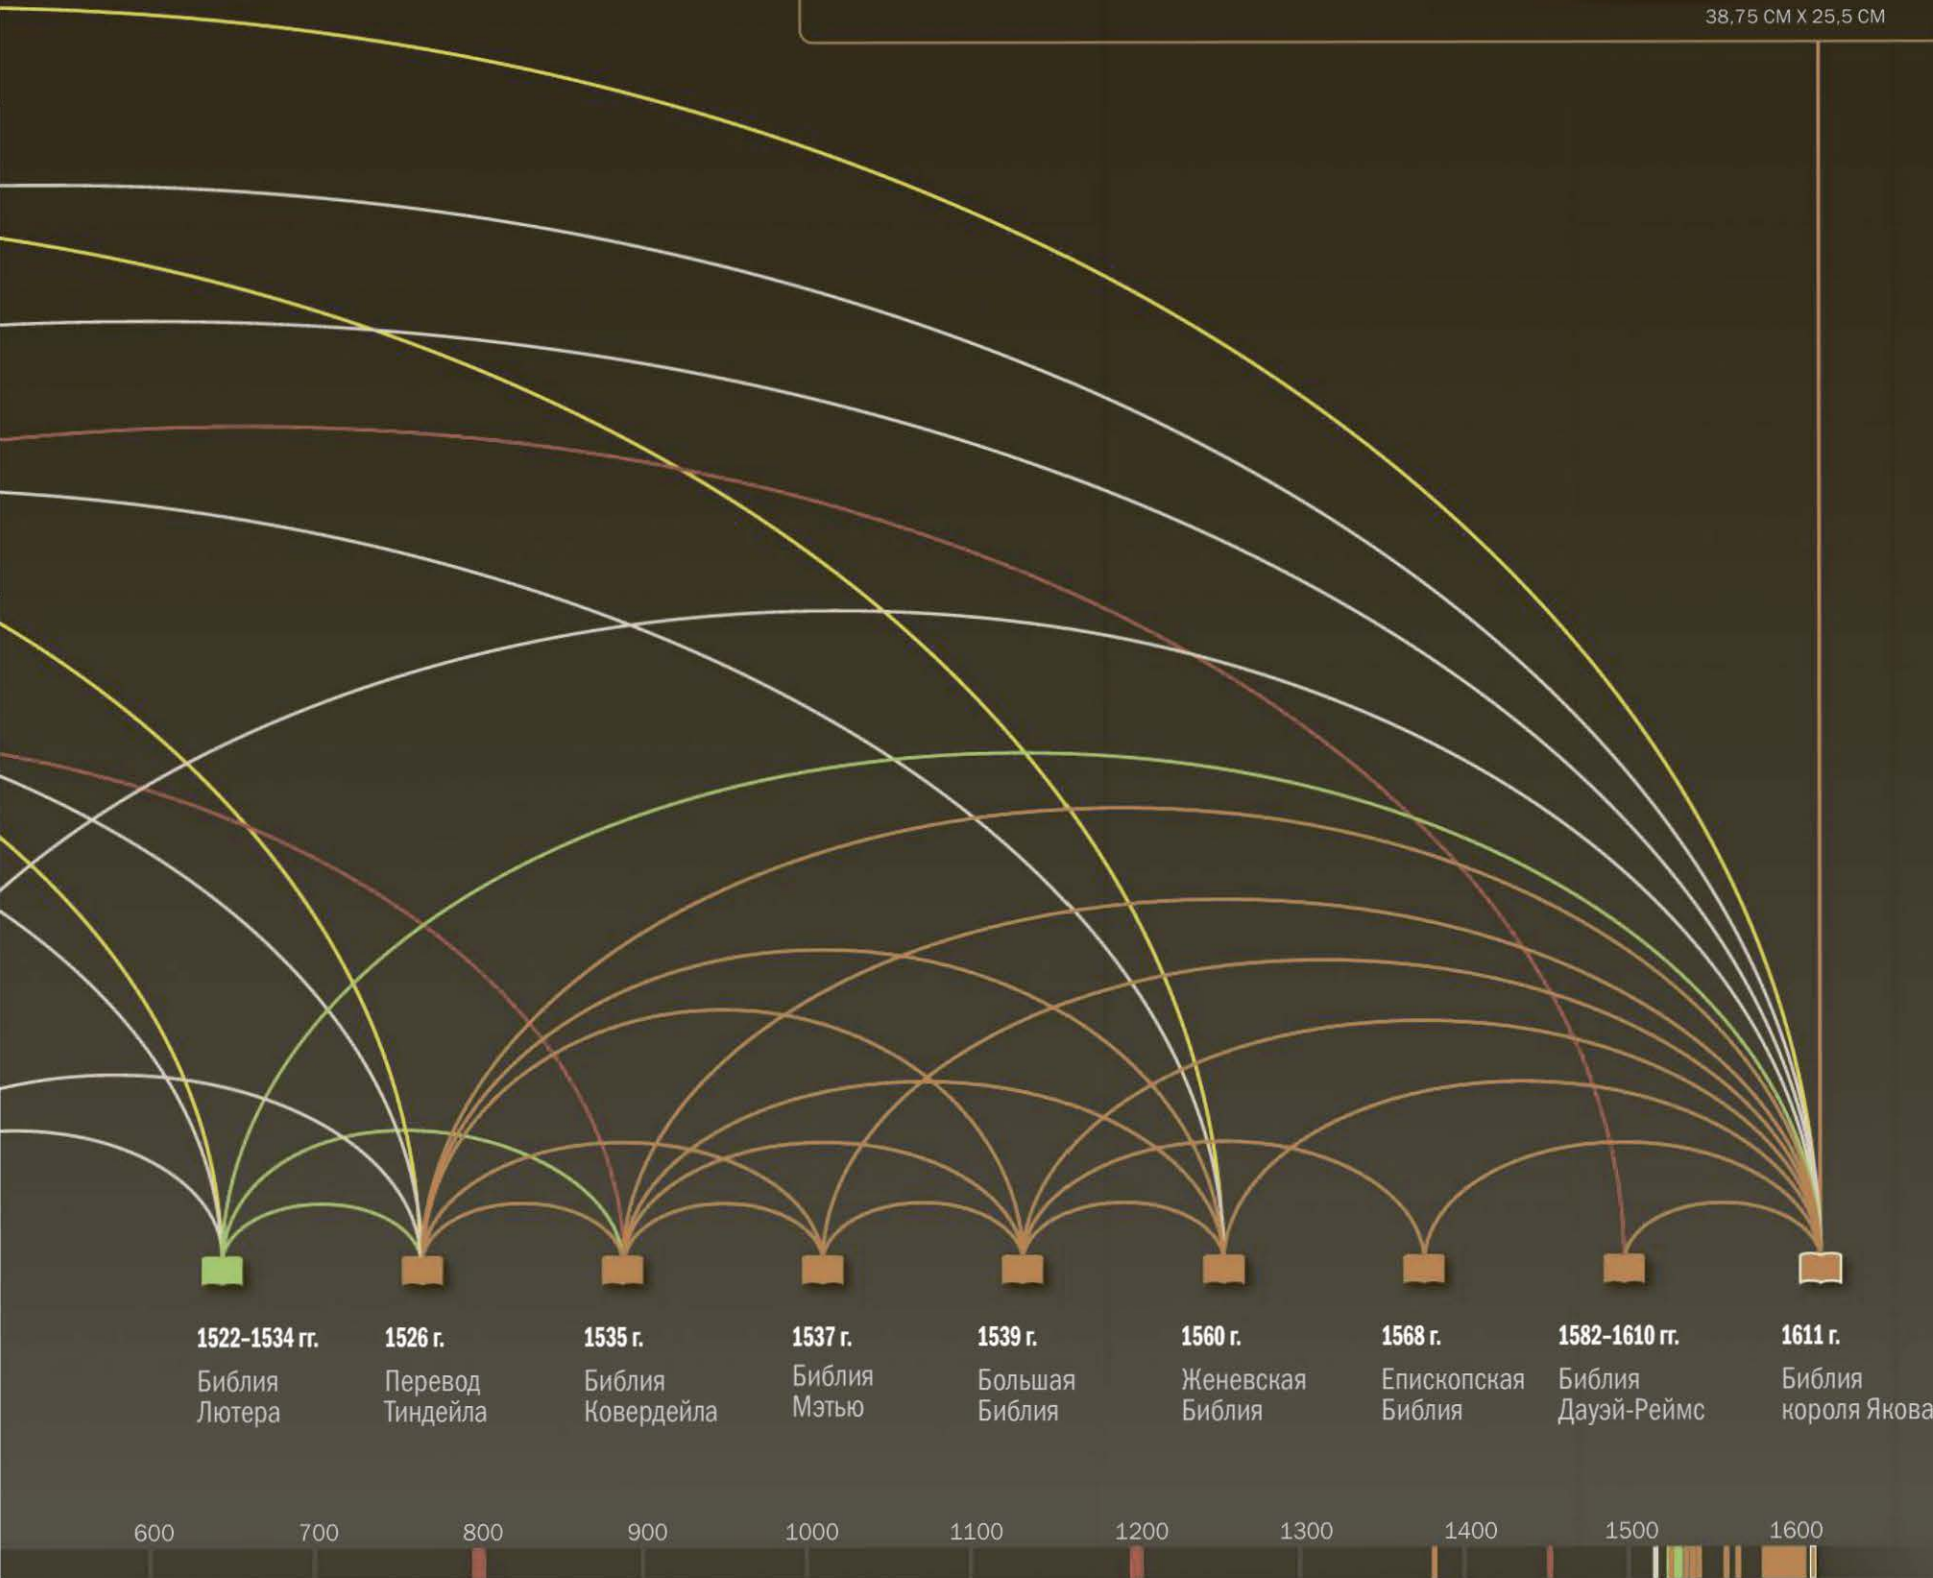 38,75 СМ X 25,5 СМ
1522–1534 гг.
Библия
Лютера
1526 г.
Перевод
Тиндейла
1535 г.
Библия
Ковердейла
1537 г.
Библия
Мэтью
1539 г.
Большая
Библия
1560 г.
Женевская
Библия
1568 г.
Епископская
Библия
1582–1610 гг.
Библия
Дауэй-Реймс
1611 г.
Библия
короля Якова
600 700 800 900 1000 1100 1200 1300 1400 1500 1600